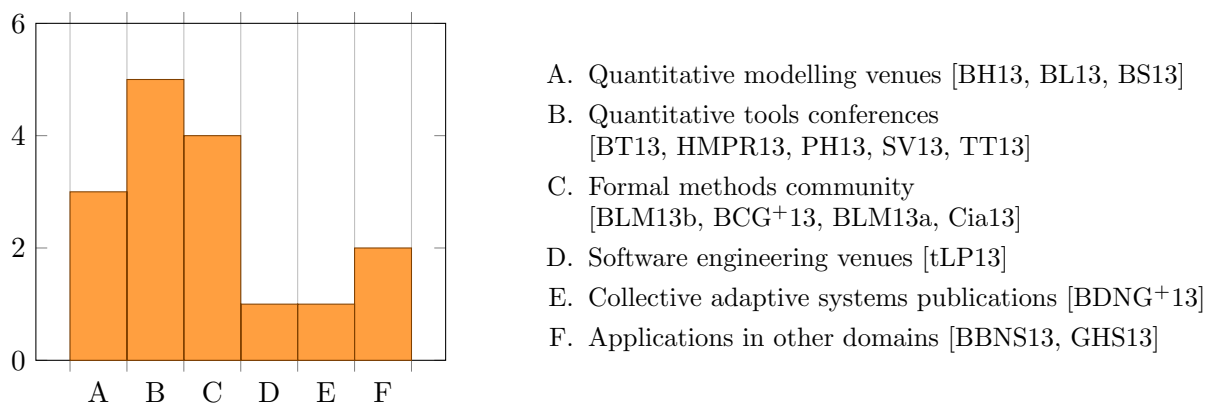 6
4
2
0
A B C D E F
A. Quantitative modelling venues [BH13, BL13, BS13]
B. Quantitative tools conferences
[BT13, HMPR13, PH13, SV13, TT13]
C. Formal methods community
[BLM13b, BCG+13, BLM13a, Cia13]
D. Software engineering venues [tLP13]
E. Collective adaptive systems publications [BDNG+13]
F. Applications in other domains [BBNS13, GHS13]